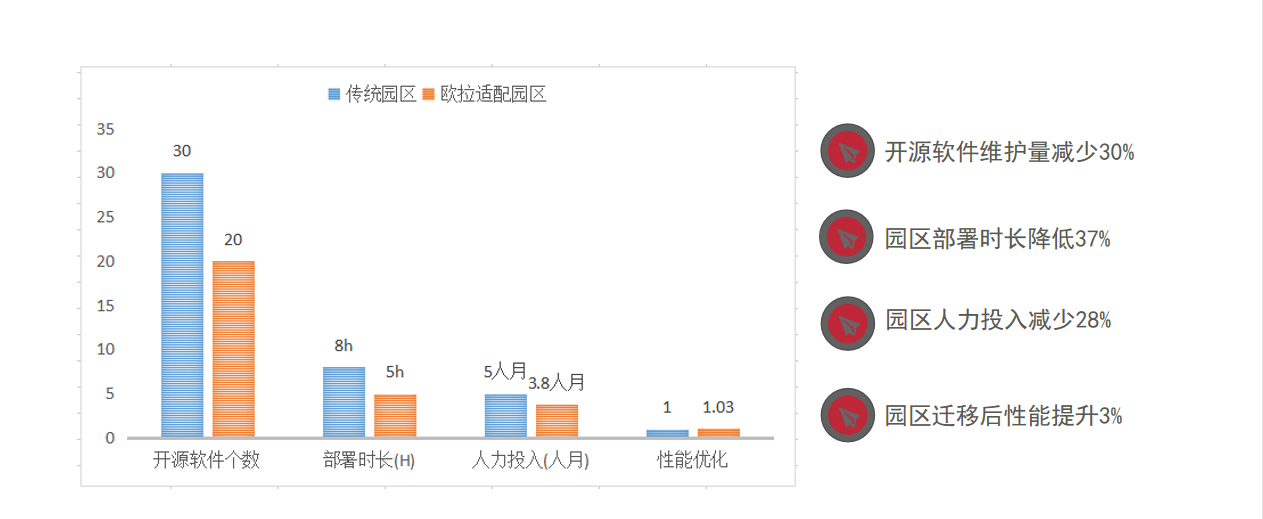 传统园区 欧拉适配园区
35
30
25
20
15
10
5
0
30
20
8h
5h
5人月
3.8人月
1
1.03
开源软件个数
部署时长(H)
人力投入(人月)
性能优化
开源软件维护量减少30%
园区部署时长降低37%
园区人力投入减少28%
园区迁移后性能提升3%